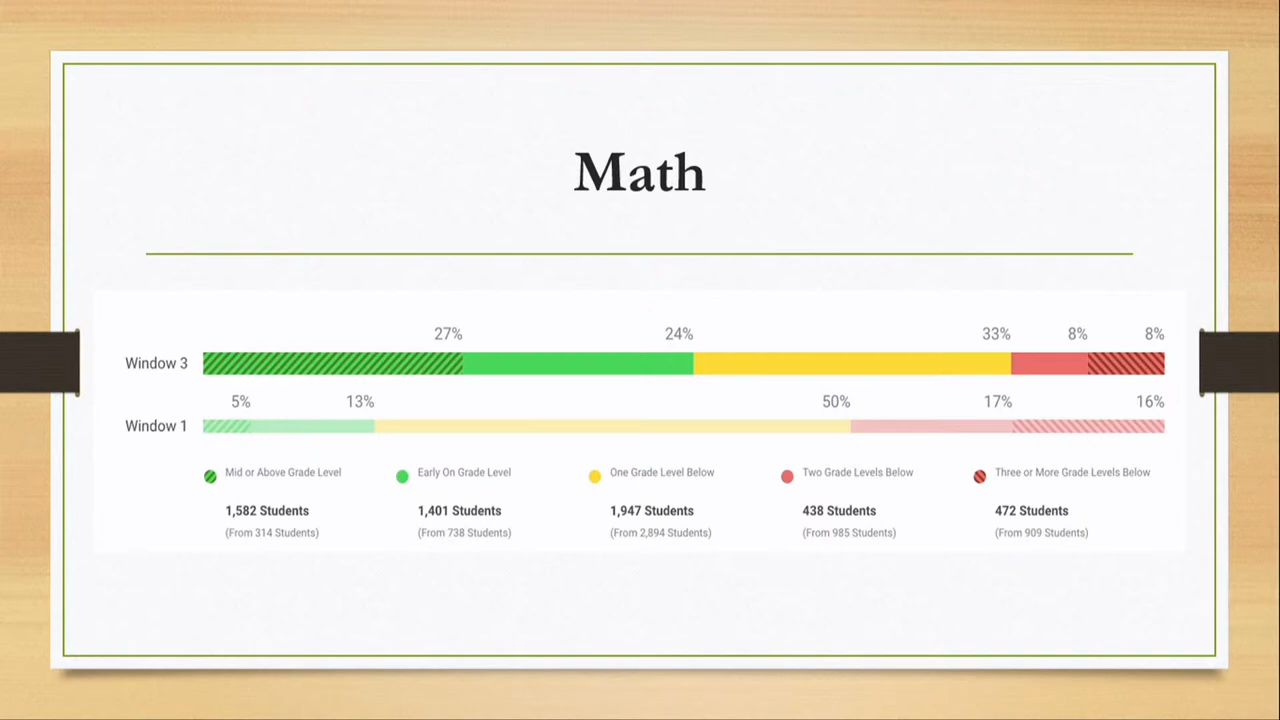 Math
27% 24% 33% 8% 8%
Window 3
5% 13% 50% 17% 16%
Window 1
Mid or Above Grade Level Early On Grade Level One Grade Level Below Two Grade Levels Below Three or More Grade Levels Below
1,582 Students 1,401 Students 1,947 Students 438 Students 472 Students
(From 314 Students) (From 738 Students) (From 2,894 Students) (From 985 Students) (From 909 Students)